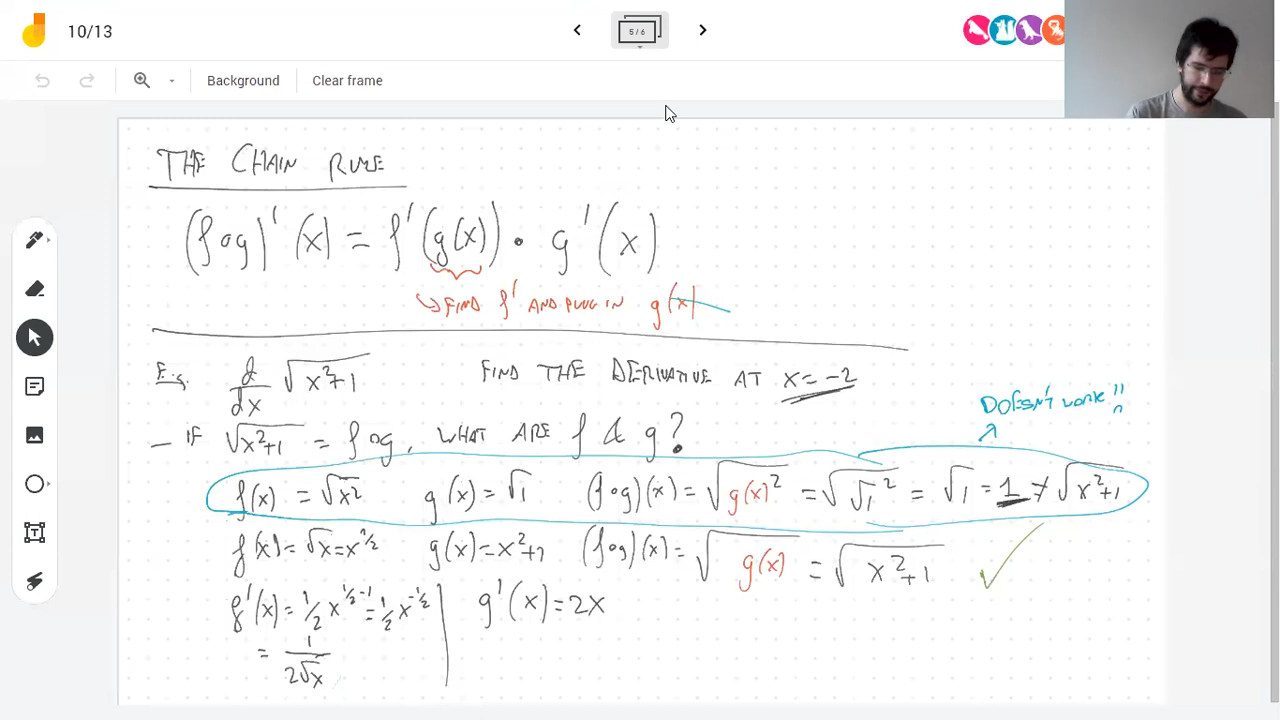 10/13
5 / 6
Background
Clear frame
THE CHAIN RULE
(f∘g)'(x) = f'(g(x)) · g'(x)
↳ FIND f' AND PLUG IN g(x)
E.g. d/dx √(x²+1) FIND THE DERIVATIVE AT x = -2
DOESN'T WORK !!
— IF √(x²+1) = f∘g, WHAT ARE f & g?
f(x) = √x² g(x) = √1 (f∘g)(x) = √(g(x)²) = √(√1²) = √1 = 1 ≠ √(x²+1)
f(x) = √x = x^1/2 g(x) = x²+1 (f∘g)(x) = √g(x) = √(x²+1) ✓
f'(x) = 1/2 x^(1/2 - 1) = 1/2 x^(-1/2) g'(x) = 2x
= 1/(2√x)